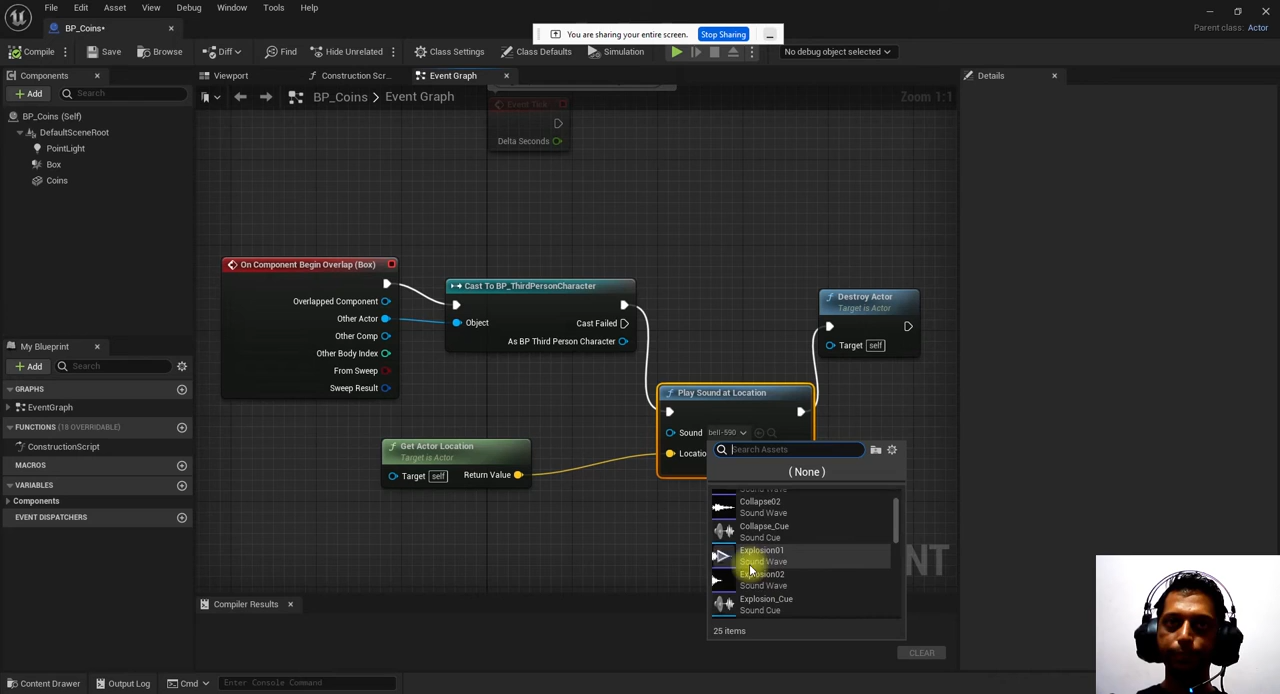 File Edit Asset View Debug Window Tools Help
BP_Coins•
You are sharing your entire screen. Stop Sharing
Parent class: Actor
Compile Save Browse Diff Find Hide Unrelated Class Settings Class Defaults Simulation No debug object selected
Components
Viewport Construction Scr... Event Graph
Details
Add Search
BP_Coins > Event Graph
Zoom 1:1
BP_Coins (Self)
DefaultSceneRoot
PointLight
Box
Coins
Event Tick
Delta Seconds
On Component Begin Overlap (Box)
Overlapped Component
Other Actor
Other Comp
Other Body Index
From Sweep
Sweep Result
Cast To BP_ThirdPersonCharacter
Object
Cast Failed
As BP Third Person Character
Destroy Actor
Target is Actor
Target self
My Blueprint
Add Search
GRAPHS
EventGraph
FUNCTIONS (18 OVERRIDABLE)
ConstructionScript
MACROS
VARIABLES
Components
EVENT DISPATCHERS
Play Sound at Location
Sound bell-590
Get Actor Location
Target is Actor
Target self Return Value
Search Assets
( None )
Collapse02
Sound Wave
Collapse_Cue
Sound Cue
Explosion01
Sound Wave
Explosion02
Sound Wave
Explosion_Cue
Sound Cue
25 items
Compiler Results
CLEAR
Content Drawer Output Log Cmd Enter Console Command